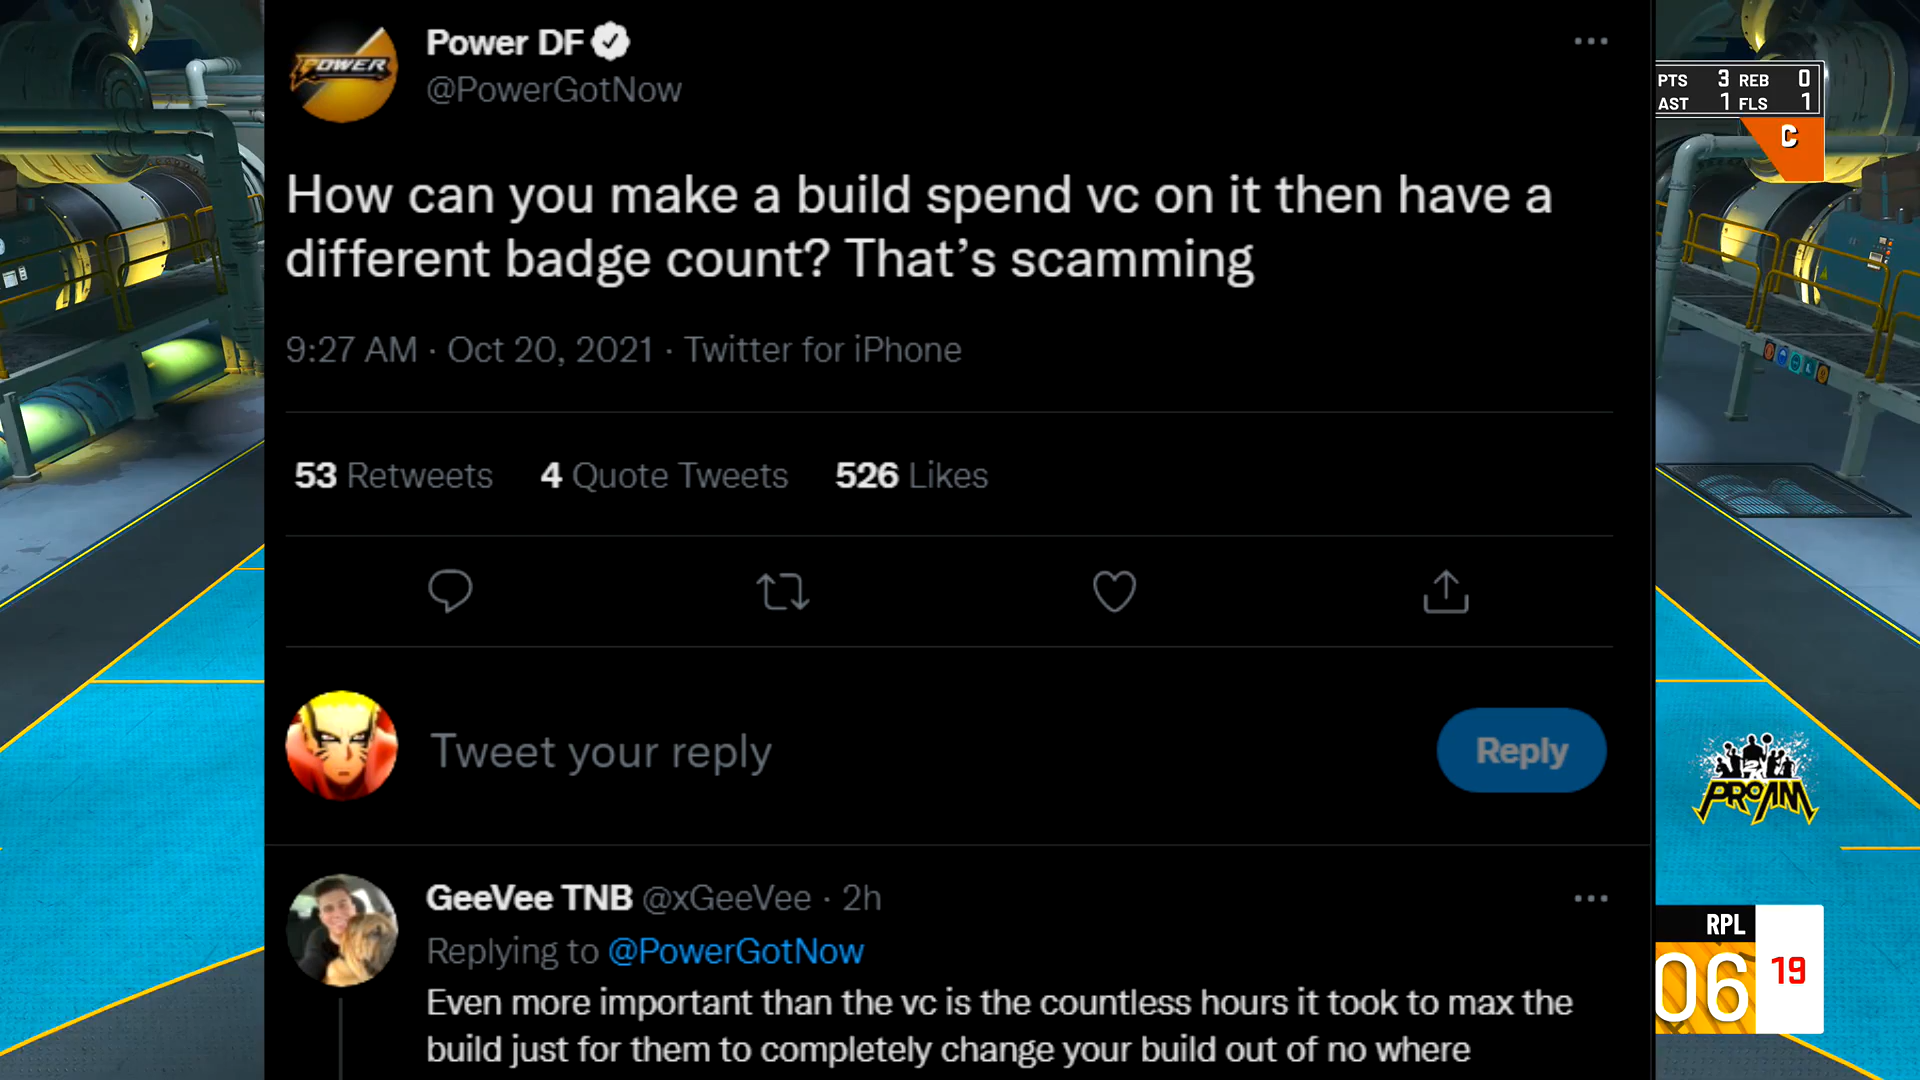 POWER
Power DF
@PowerGotNow
How can you make a build spend vc on it then have a
different badge count? That’s scamming
9:27 AM · Oct 20, 2021 · Twitter for iPhone
53 Retweets 4 Quote Tweets 526 Likes
Tweet your reply
Reply
GeeVee TNB @xGeeVee · 2h
Replying to @PowerGotNow
Even more important than the vc is the countless hours it took to max the
build just for them to completely change your build out of no where
PTS 3 REB 0
AST 1 FLS 1
C
2K
PROAM
RPL
06
19